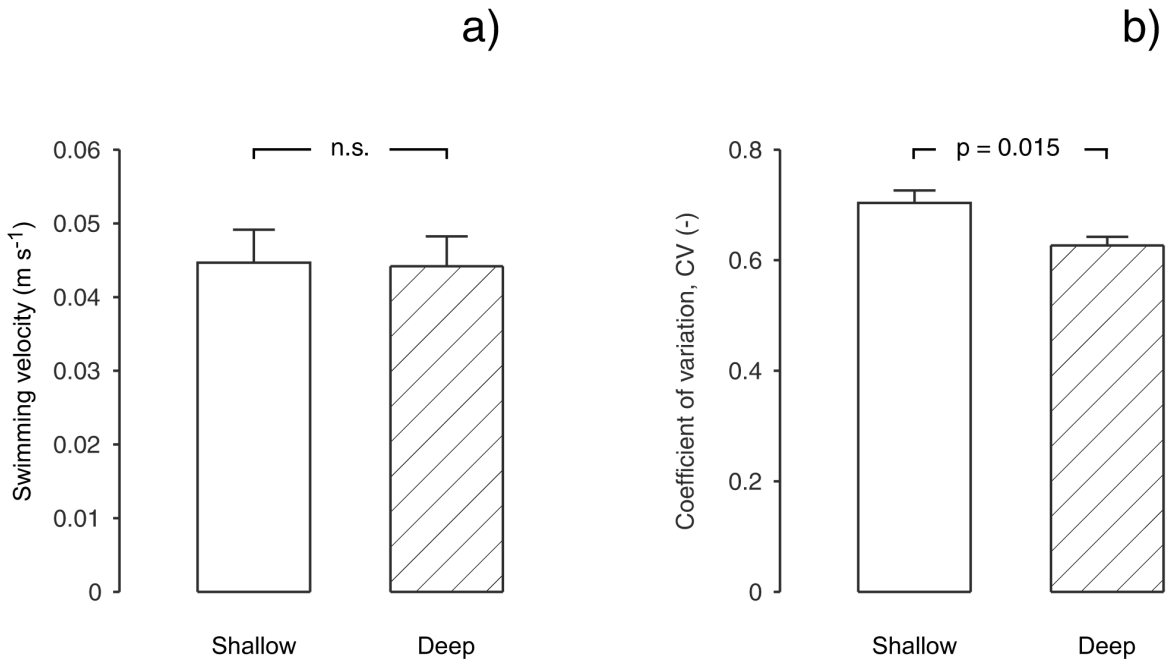 a)
0.06
0.05
0.04
0.03
0.02
0.01
0
Swimming velocity (m s-1)
n.s.
Shallow
Deep
b)
0.8
0.6
0.4
0.2
0
Coefficient of variation, CV (-)
p = 0.015
Shallow
Deep